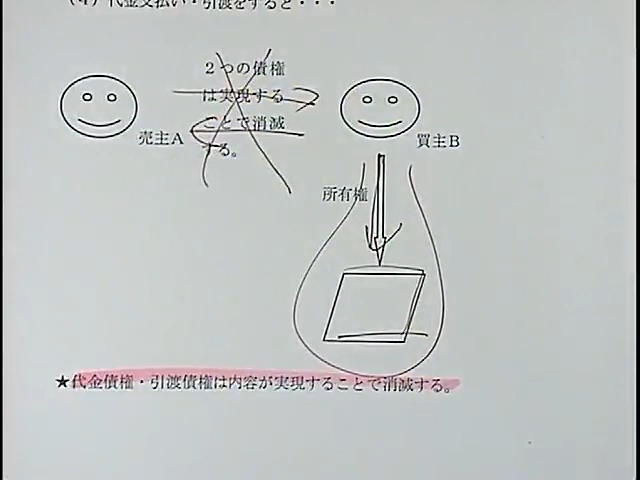 (4)代金支払い・引渡をすると・・・
2つの債権
は実現する
ことで消滅
する。
売主A
買主B
所有権
★代金債権・引渡債権は内容が実現することで消滅する。